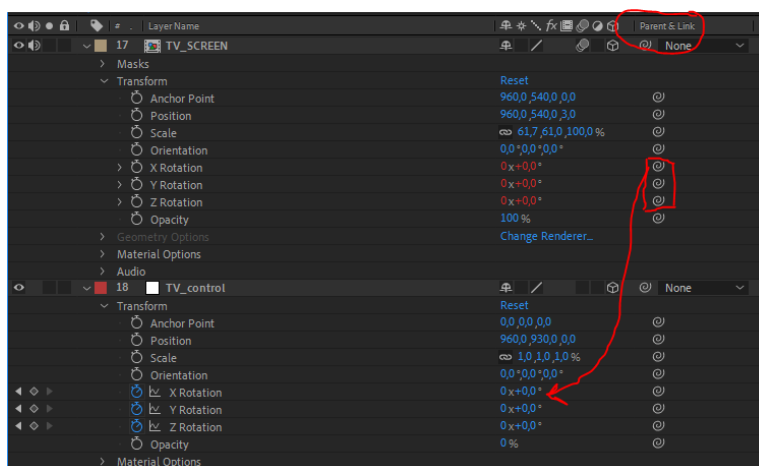 # . Layer Name fx Parent & Link
17 TV_SCREEN None
Masks
Transform Reset
Anchor Point 960,0,540,0,0,0
Position 960,0,540,0,3,0
Scale 61,7,61,0,100,0 %
Orientation 0,0°,0,0°,0,0°
X Rotation 0x+0,0°
Y Rotation 0x+0,0°
Z Rotation 0x+0,0°
Opacity 100 %
Geometry Options Change Renderer...
Material Options
Audio
18 TV_control None
Transform Reset
Anchor Point 0,0,0,0,0,0
Position 960,0,930,0,0,0
Scale 1,0,1,0,1,0 %
Orientation 0,0°,0,0°,0,0°
X Rotation 0x+0,0°
Y Rotation 0x+0,0°
Z Rotation 0x+0,0°
Opacity 0 %
Material Options